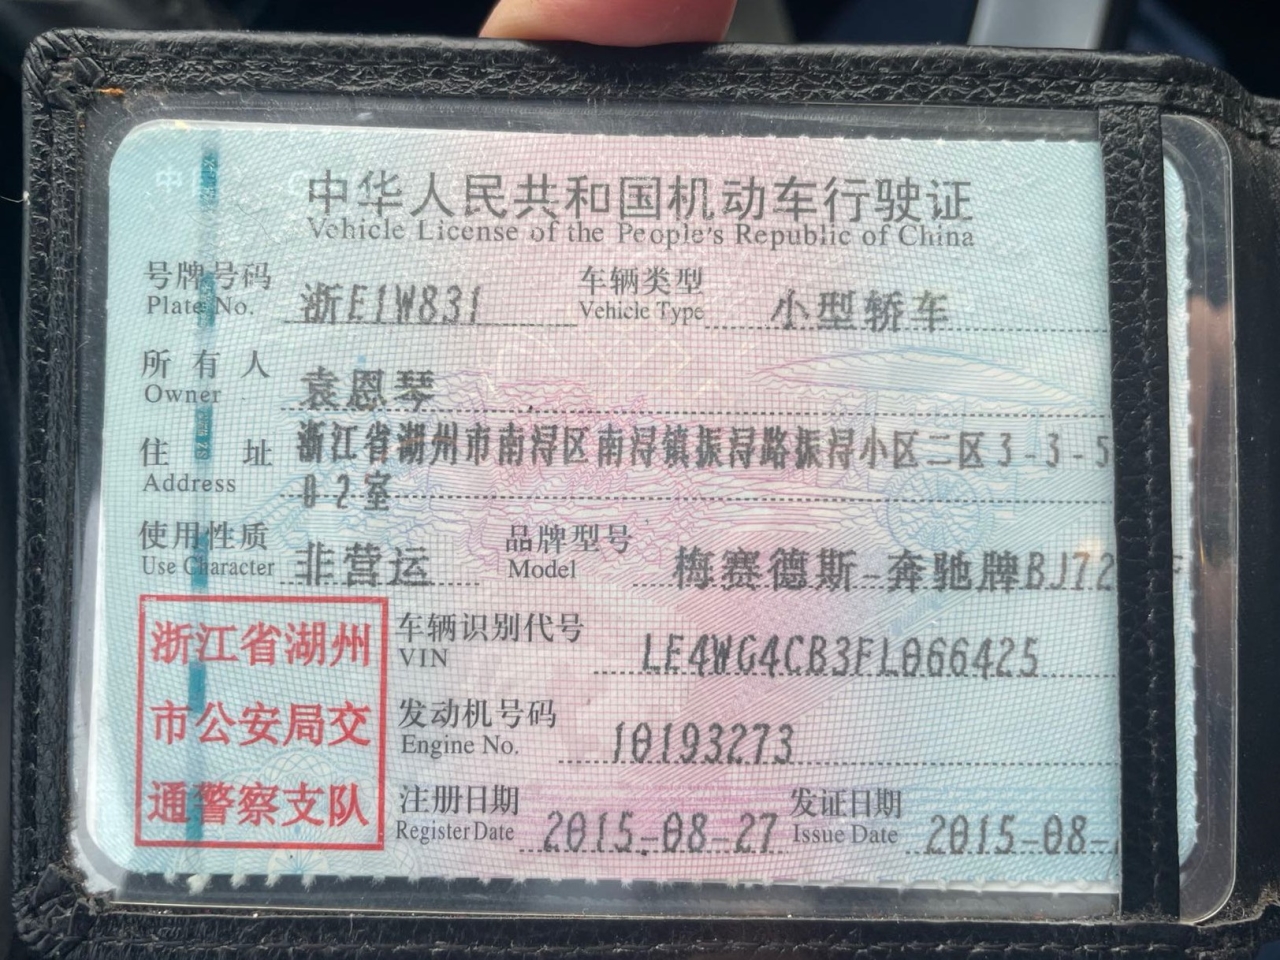 中华人民共和国机动车行驶证
Vehicle License of the People's Republic of China
号牌号码 浙E1W831 车辆类型 小型轿车
Plate No. Vehicle Type
所有人 袁恩琴
Owner
住址 浙江省湖州市南浔区南浔镇振浔路振浔小区二区3-3-5
Address 02室
使用性质 非营运 品牌型号 梅赛德斯-奔驰牌BJ72
Use Character Model
浙江省湖州
市公安局交
通警察支队
车辆识别代号 LE4WG4CB3FL066425
VIN
发动机号码 10193273
Engine No.
注册日期 2015-08-27 发证日期 2015-08-
Register Date Issue Date